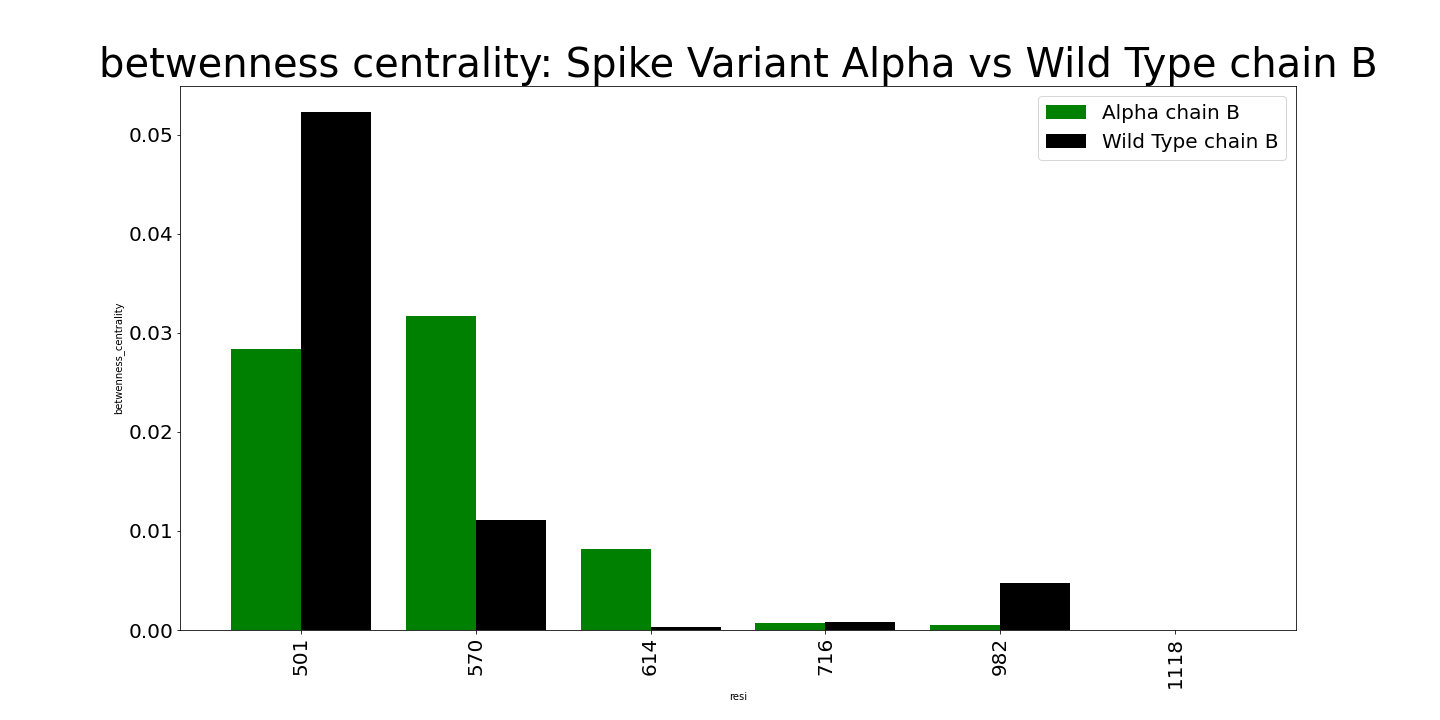 betwenness centrality: Spike Variant Alpha vs Wild Type chain B
Alpha chain B
Wild Type chain B
0.05
0.04
0.03
0.02
0.01
0.00
betwenness_centrality
501
570
614
716
982
1118
resi